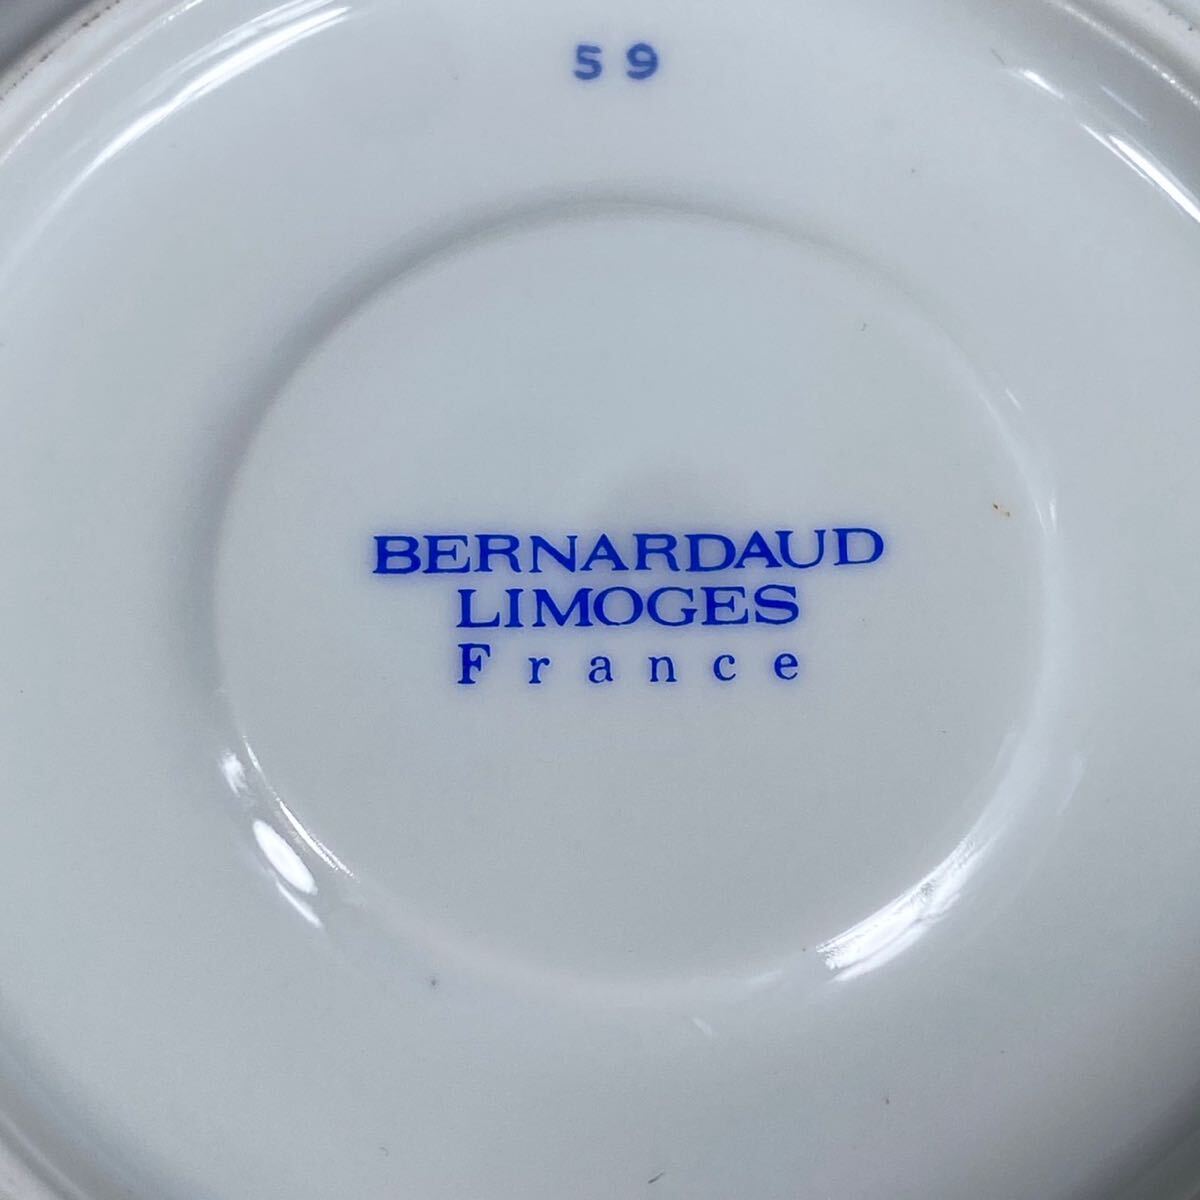 59
BERNARDAUD
LIMOGES
France